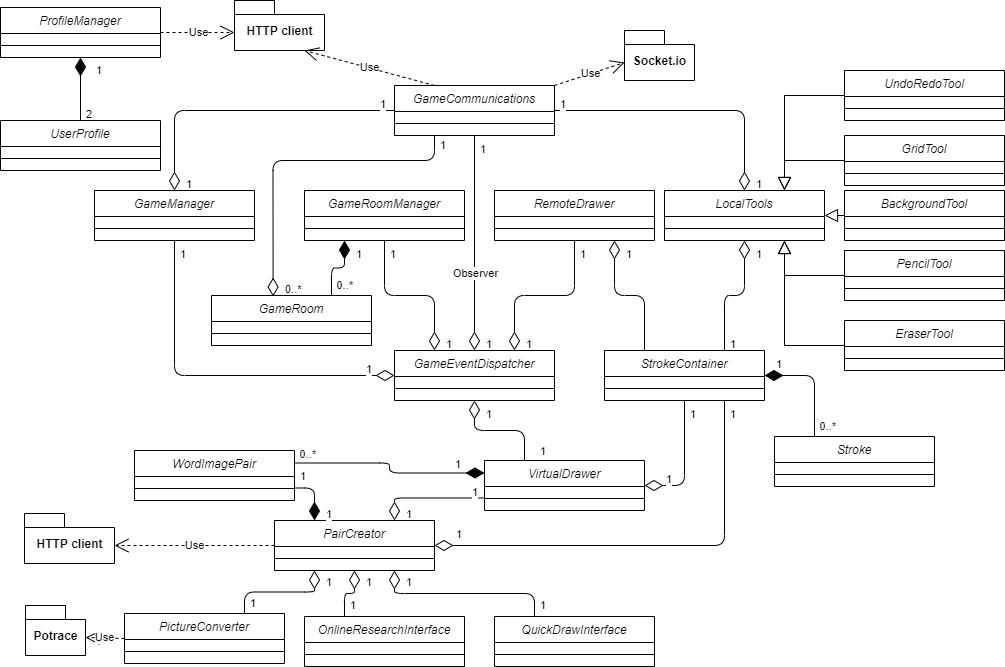 ProfileManager
Use
HTTP client
Socket.io
1
Use
Use
UndoRedoTool
GameCommunications
1
1
2
UserProfile
1
1
GridTool
1
1
GameManager
GameRoomManager
RemoteDrawer
LocalTools
BackgroundTool
1
1
1
1
1
1
PencilTool
Observer
0..*
0..*
GameRoom
EraserTool
1
1
1
1
1
GameEventDispatcher
StrokeContainer
1
1
1
1
0..*
1
Stroke
0..*
WordImagePair
1
VirtualDrawer
1
1
1
1
1
PairCreator
1
HTTP client
Use
1
1
1
1
1
1
PictureConverter
OnlineResearchInterface
QuickDrawInterface
Potrace
Use